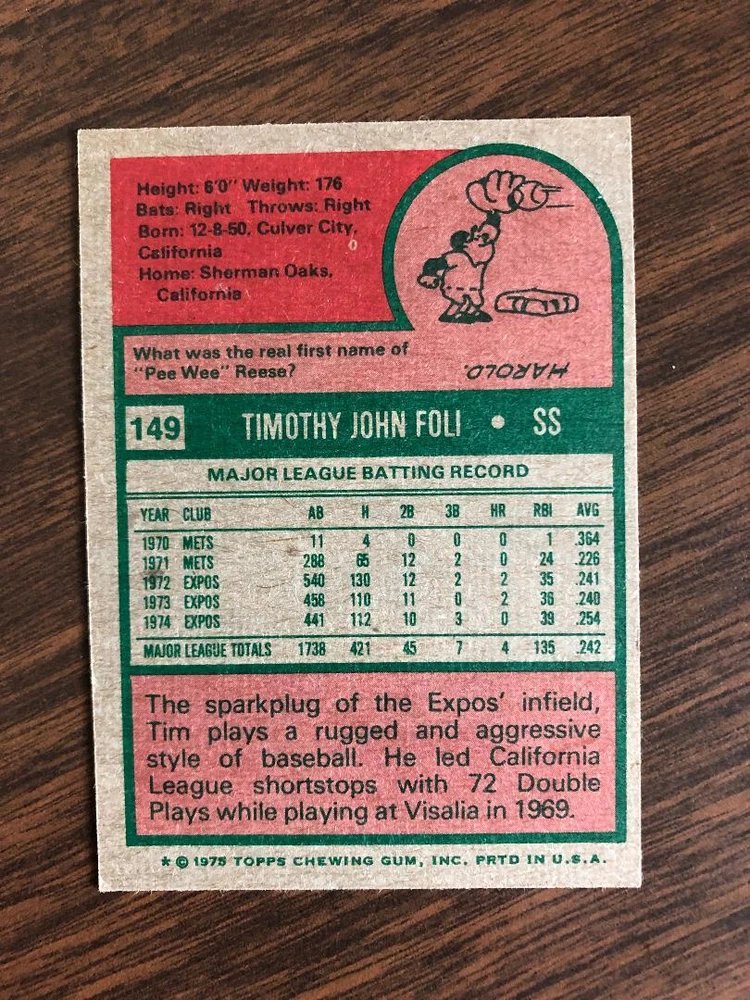 Height: 6'0" Weight: 176
Bats: Right Throws: Right
Born: 12-8-50, Culver City,
California
Home: Sherman Oaks,
California
What was the real first name of
"Pee Wee" Reese?
HAROLD.
149 TIMOTHY JOHN FOLI • SS
MAJOR LEAGUE BATTING RECORD
YEAR CLUB AB H 2B 3B HR RBI AVG
1970 METS 11 4 0 0 0 1 .364
1971 METS 288 65 12 2 0 24 .226
1972 EXPOS 540 130 12 2 2 35 .241
1973 EXPOS 458 110 11 0 2 36 .240
1974 EXPOS 441 112 10 3 0 39 .254
MAJOR LEAGUE TOTALS 1738 421 45 7 4 135 .242
The sparkplug of the Expos' infield,
Tim plays a rugged and aggressive
style of baseball. He led California
League shortstops with 72 Double
Plays while playing at Visalia in 1969.
* © 1975 TOPPS CHEWING GUM, INC. PRTD IN U.S.A.